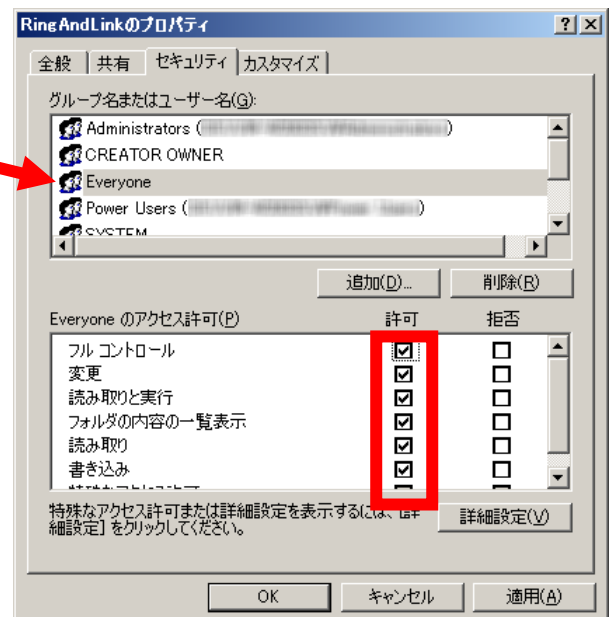 RingAndLinkのプロパティ
全般 共有 セキュリティ カスタマイズ
グループ名またはユーザー名(G):
Administrators ( )
CREATOR OWNER
Everyone
Power Users ( )
SYSTEM
追加(D)... 削除(R)
Everyone のアクセス許可(P) 許可 拒否
フル コントロール
変更
読み取りと実行
フォルダの内容の一覧表示
読み取り
書き込み
特殊なアクセス許可または詳細設定を表示するには、[詳
細設定] をクリックしてください。
詳細設定(V)
OK キャンセル 適用(A)